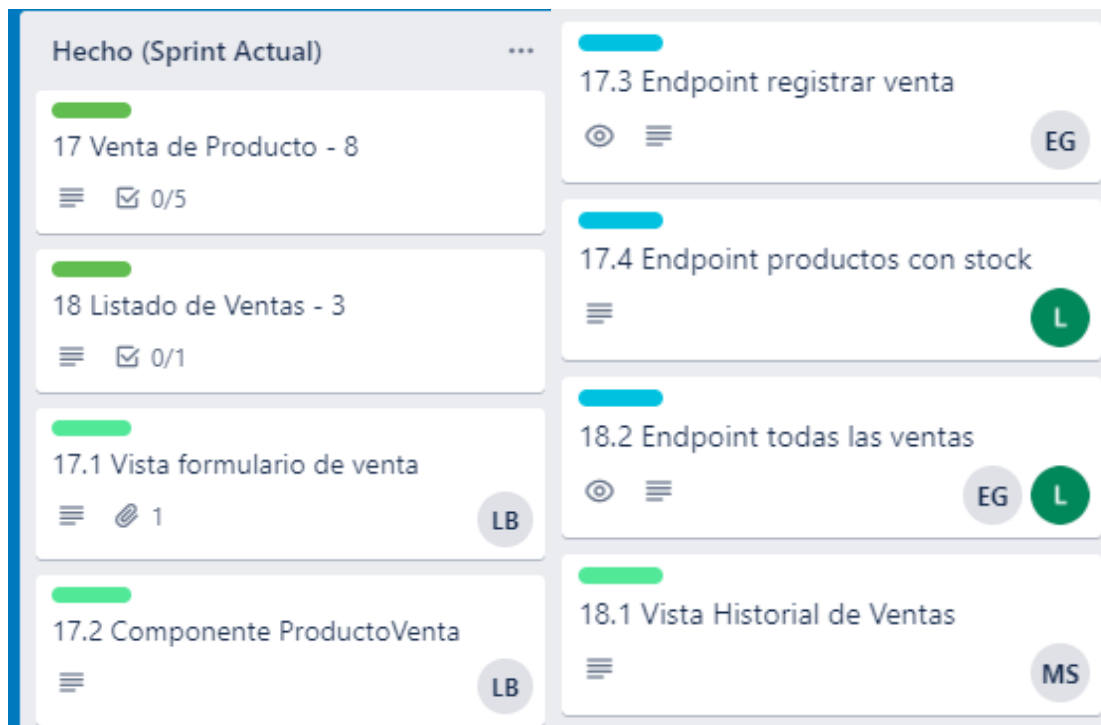 Hecho (Sprint Actual)
17 Venta de Producto - 8
0/5
18 Listado de Ventas - 3
0/1
17.1 Vista formulario de venta
1
LB
17.2 Componente ProductoVenta
LB
17.3 Endpoint registrar venta
EG
17.4 Endpoint productos con stock
L
18.2 Endpoint todas las ventas
EG L
18.1 Vista Historial de Ventas
MS